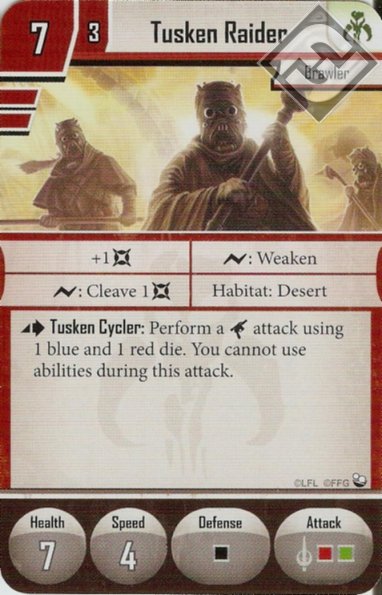 7 3 Tusken Raider
Brawler
+1
: Weaken
: Cleave 1
Habitat: Desert
Tusken Cycler: Perform a attack using
1 blue and 1 red die. You cannot use
abilities during this attack.
©LFL ©FFG
Health Speed Defense Attack
7 4